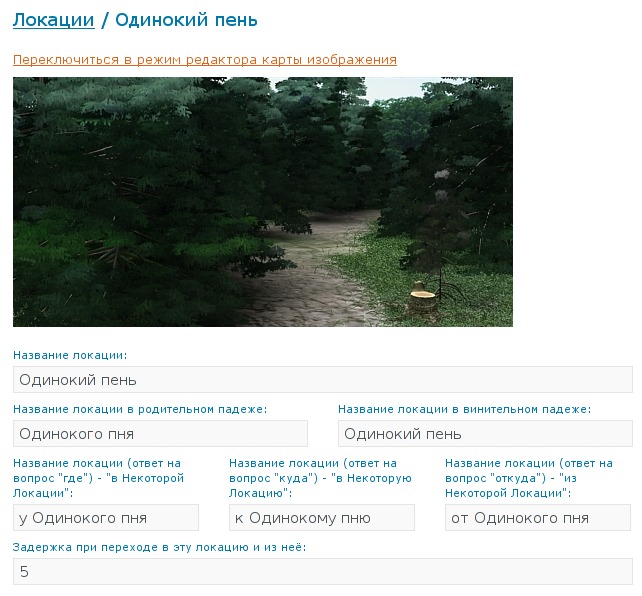 Локации / Одинокий пень
Переключиться в режим редактора карты изображения
Название локации:
Одинокий пень
Название локации в родительном падеже:
Название локации в винительном падеже:
Одинокого пня
Одинокий пень
Название локации (ответ на
вопрос "где") - "в Некоторой
Локации":
Название локации (ответ на
вопрос "куда") - "в Некоторую
Локацию":
Название локации (ответ на
вопрос "откуда") - "из
Некоторой Локации":
у Одинокого пня
к Одинокому пню
от Одинокого пня
Задержка при переходе в эту локацию и из неё:
5